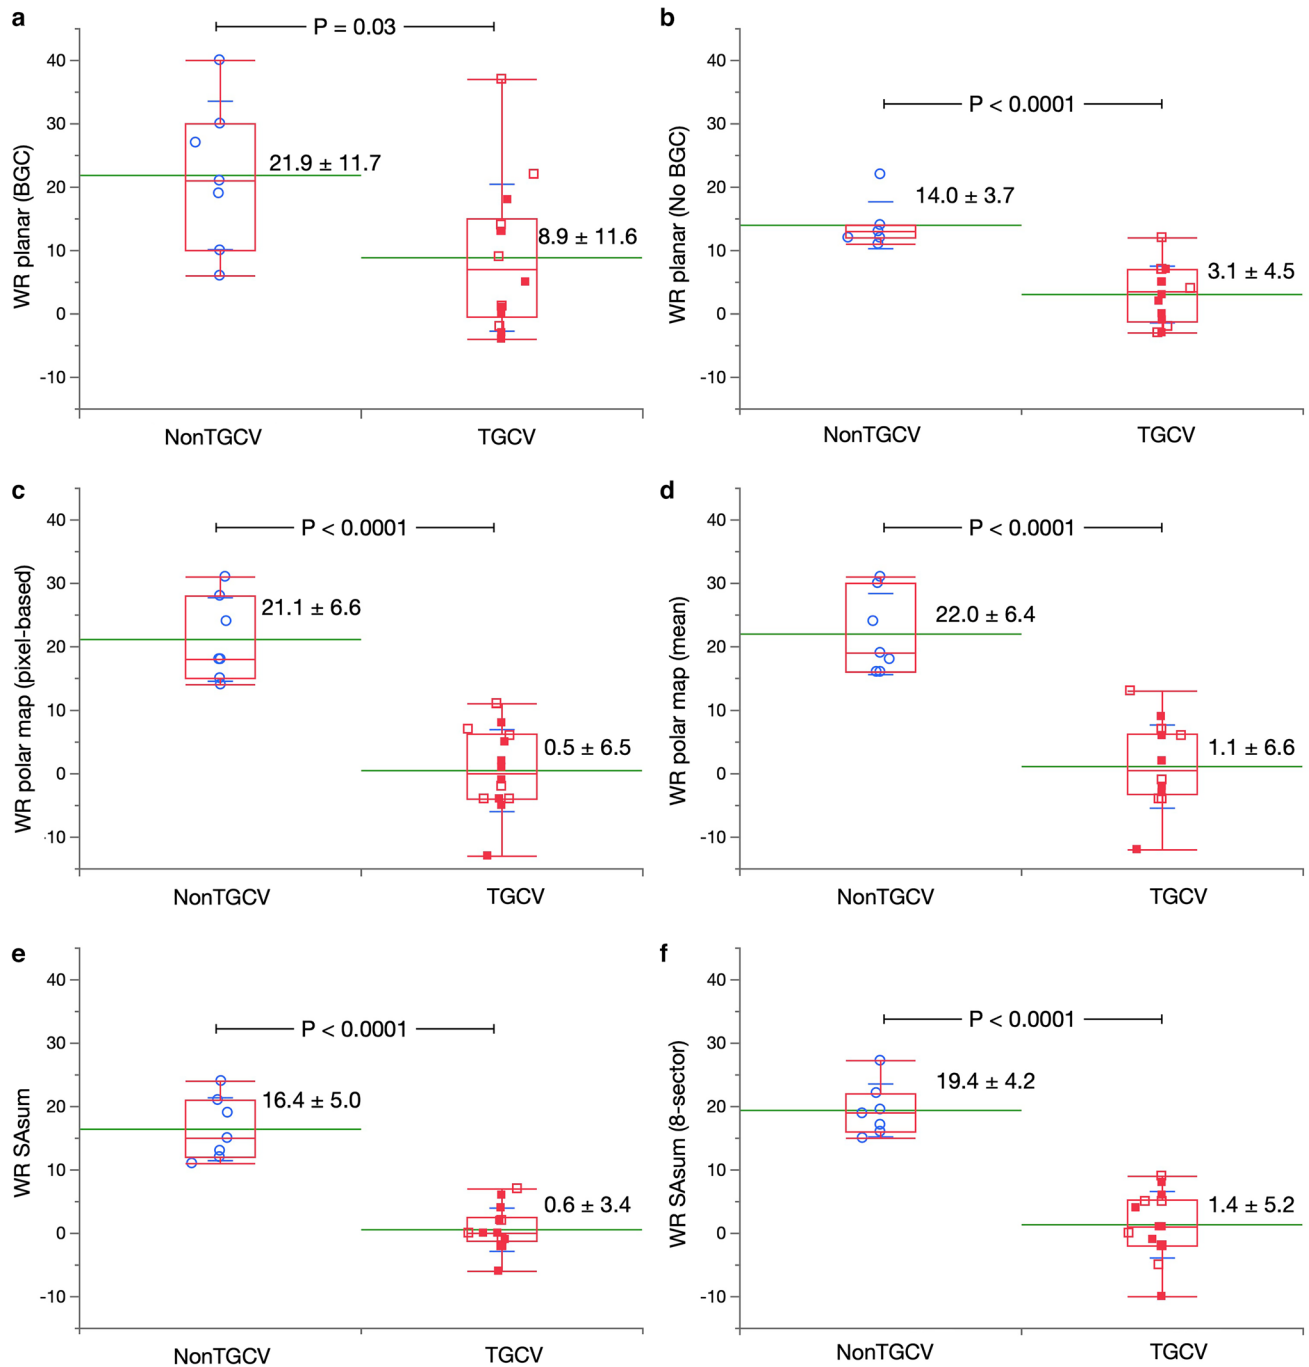 a
P = 0.03
WR planar (BGC)
40
30
20
10
0
-10
21.9 ± 11.7
8.9 ± 11.6
NonTGCV
TGCV
b
P < 0.0001
WR planar (No BGC)
40
30
20
10
0
-10
14.0 ± 3.7
3.1 ± 4.5
NonTGCV
TGCV
c
P < 0.0001
WR polar map (pixel-based)
40
30
20
10
0
-10
21.1 ± 6.6
0.5 ± 6.5
NonTGCV
TGCV
d
P < 0.0001
WR polar map (mean)
40
30
20
10
0
-10
22.0 ± 6.4
1.1 ± 6.6
NonTGCV
TGCV
e
P < 0.0001
WR SAsum
40
30
20
10
0
-10
16.4 ± 5.0
0.6 ± 3.4
NonTGCV
TGCV
f
P < 0.0001
WR SAsum (8-sector)
40
30
20
10
0
-10
19.4 ± 4.2
1.4 ± 5.2
NonTGCV
TGCV